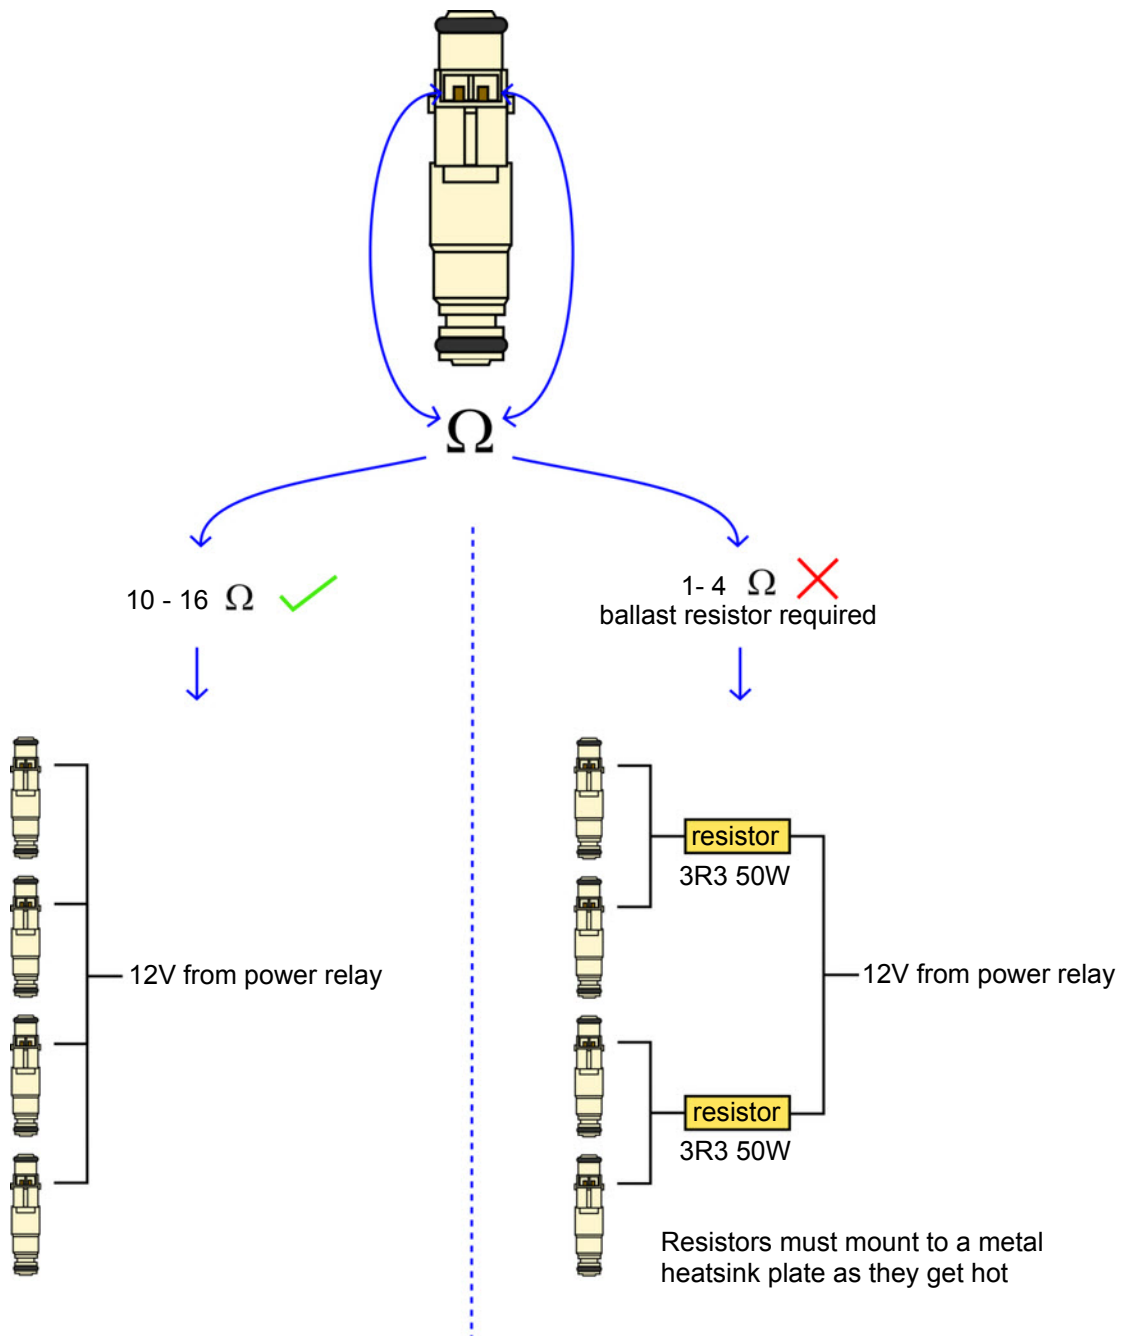 Ω
10 - 16 Ω
1- 4 Ω
ballast resistor required
12V from power relay
resistor
3R3 50W
12V from power relay
resistor
3R3 50W
Resistors must mount to a metal
heatsink plate as they get hot